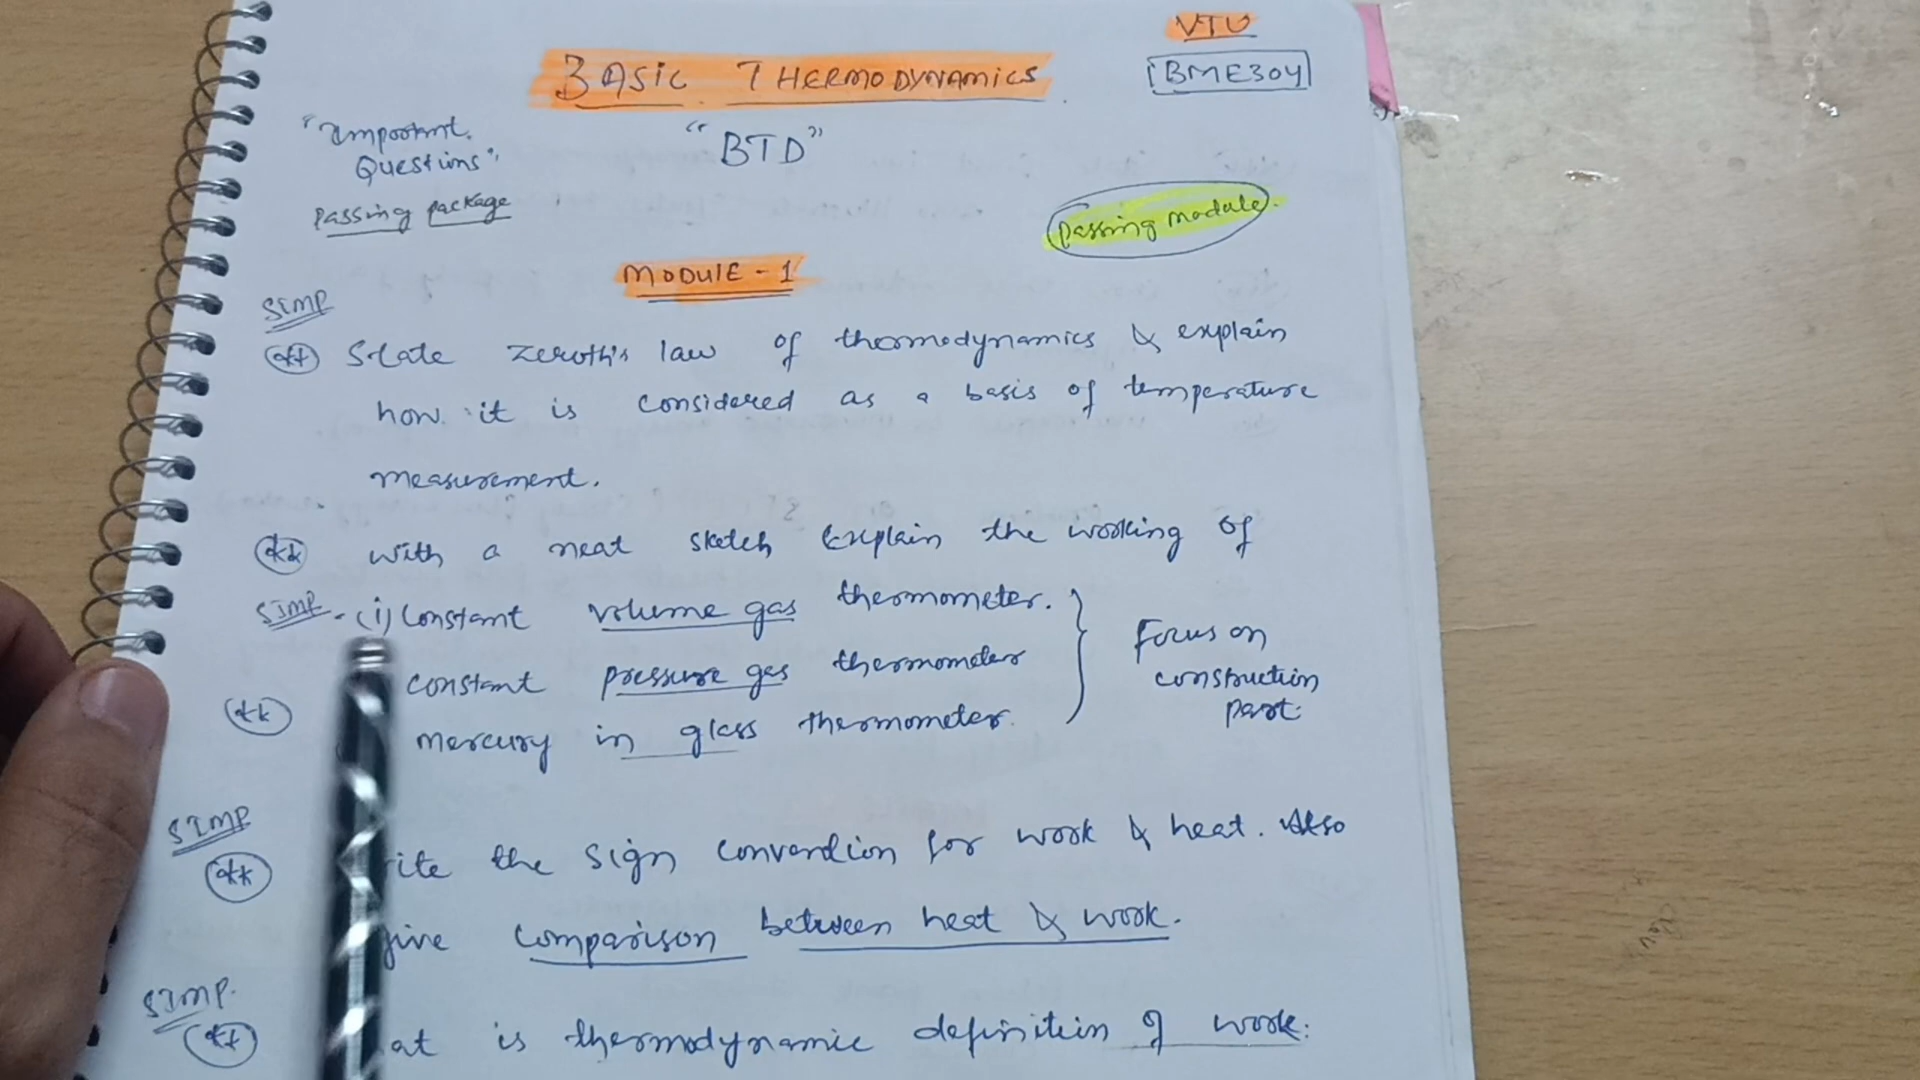 VTU
BASIC THERMODYNAMICS
BME304
"Important
Questions"
"BTD"
Passing package
Passing module.
MODULE - 1
SIMP
** State zeroth's law of thermodynamics & explain
how it is considered as a basis of temperature
measurement.
** with a neat sketch Explain the working of
SIMP - (i) Constant volume gas thermometer.
constant pressure gas thermometer
** mercury in glass thermometer.
Focus on
construction
part.
SIMP
** ite the sign convention for work & heat. Also
give comparison between heat & work.
SIMP.
** at is thermodynamic definition of work.